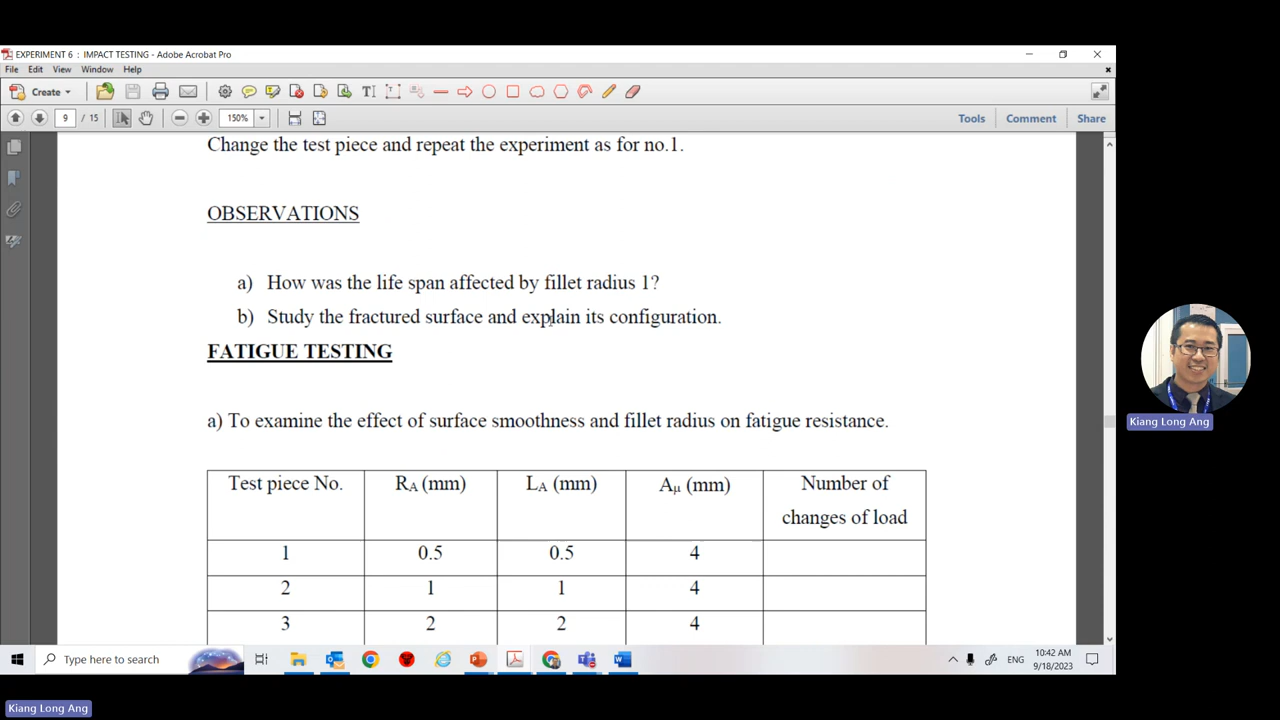 EXPERIMENT 6 : IMPACT TESTING - Adobe Acrobat Pro
File Edit View Window Help
Create
9 / 15
150%
Tools Comment Share
Change the test piece and repeat the experiment as for no.1.
OBSERVATIONS
a) How was the life span affected by fillet radius 1?
b) Study the fractured surface and explain its configuration.
FATIGUE TESTING
a) To examine the effect of surface smoothness and fillet radius on fatigue resistance.
Test piece No. RA (mm) LA (mm) Aµ (mm) Number of
changes of load
1 0.5 0.5 4
2 1 1 4
3 2 2 4
Kiang Long Ang
Type here to search
ENG
10:42 AM
9/18/2023
Kiang Long Ang